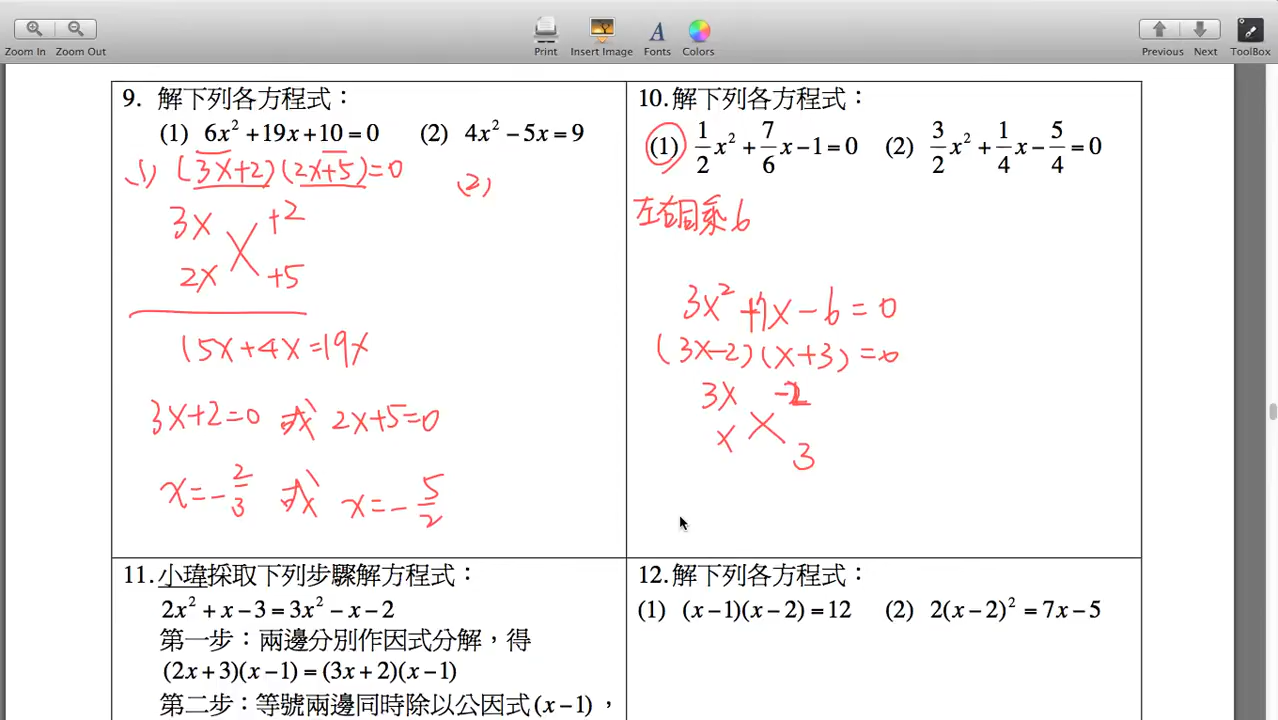 Zoom In Zoom Out Print Insert Image Fonts Colors Previous Next ToolBox
9. 解下列各方程式：
(1) 6x² +19x+10=0 (2) 4x² −5x=9
(1) (3x+2)(2x+5)=0
(2)
3x +2
2x +5
15x+4x=19x
3x+2=0 或 2x+5=0
x=−2/3 或 x=−5/2
10.解下列各方程式：
(1) 1/2x²+7/6x−1=0 (2) 3/2x²+1/4x−5/4=0
左右同乘6
3x²+7x−6=0
(3x−2)(x+3)=0
3x −2
x 3
11.小瑋採取下列步驟解方程式：
2x² + x −3=3x² − x −2
第一步：兩邊分別作因式分解，得
(2x+3)(x−1)=(3x+2)(x−1)
第二步：等號兩邊同時除以公因式(x−1)，
12.解下列各方程式：
(1) (x−1)(x−2)=12 (2) 2(x−2)² =7x−5